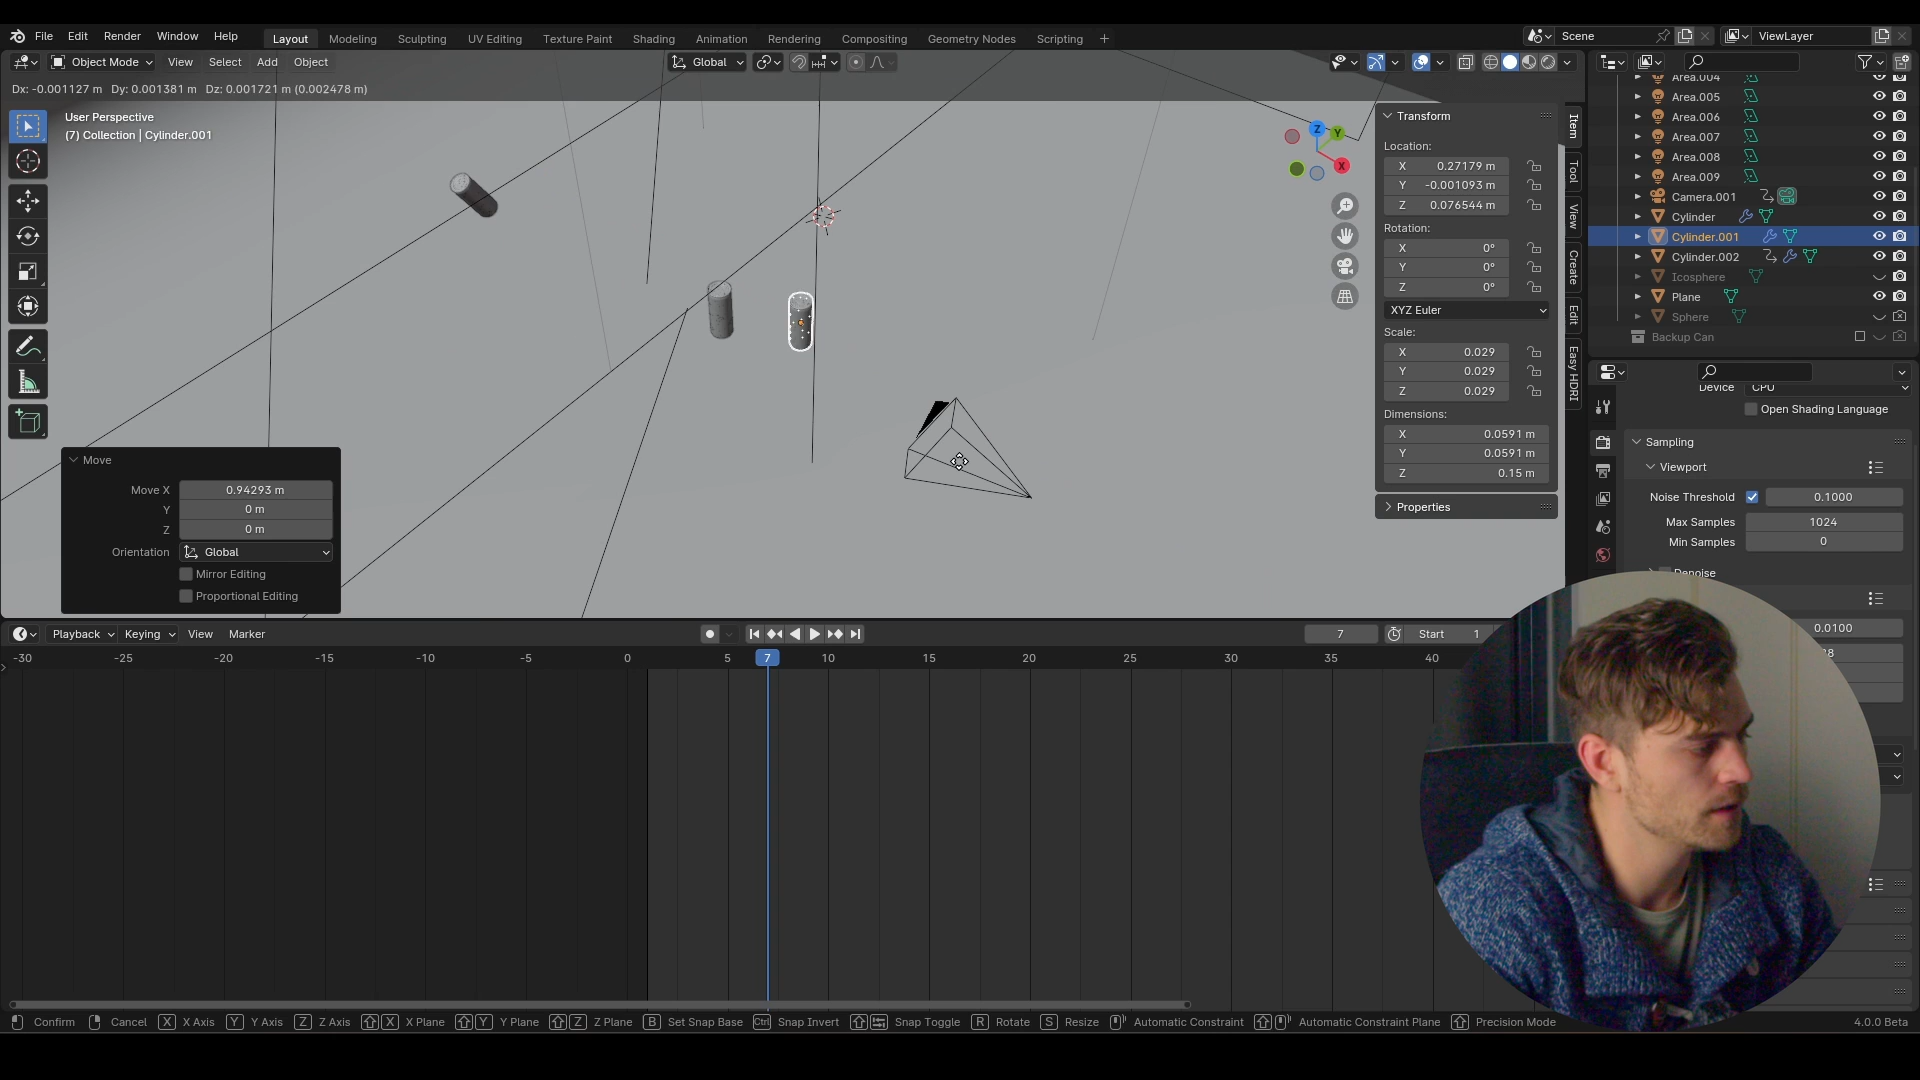 File Edit Render Window Help Layout Modeling Sculpting UV Editing Texture Paint Shading Animation Rendering Compositing Geometry Nodes Scripting + Scene ViewLayer
Object Mode View Select Add Object Global
Dx: -0.001127 m Dy: 0.001381 m Dz: 0.001721 m (0.002478 m)
User Perspective
(7) Collection | Cylinder.001
Z
Y
X
Transform
Location:
X 0.27179 m
Y -0.001093 m
Z 0.076544 m
Rotation:
X 0°
Y 0°
Z 0°
XYZ Euler
Scale:
X 0.029
Y 0.029
Z 0.029
Dimensions:
X 0.0591 m
Y 0.0591 m
Z 0.15 m
Properties
Item
Tool
View
Create
Edit
Easy HDRI
Area.004
Area.005
Area.006
Area.007
Area.008
Area.009
Camera.001
Cylinder
Cylinder.001
Cylinder.002
Icosphere
Plane
Sphere
Backup Can
Device CPU
Open Shading Language
Sampling
Viewport
Noise Threshold 0.1000
Max Samples 1024
Min Samples 0
Denoise
0.0100
Move
Move X 0.94293 m
Y 0 m
Z 0 m
Orientation Global
Mirror Editing
Proportional Editing
Playback Keying View Marker 7 Start 1
-30 -25 -20 -15 -10 -5 0 5 7 10 15 20 25 30 35 40
Confirm Cancel X X Axis Y Y Axis Z Z Axis X X Plane Y Y Plane Z Z Plane B Set Snap Base Ctrl Snap Invert Snap Toggle R Rotate S Resize Automatic Constraint Automatic Constraint Plane Precision Mode 4.0.0 Beta